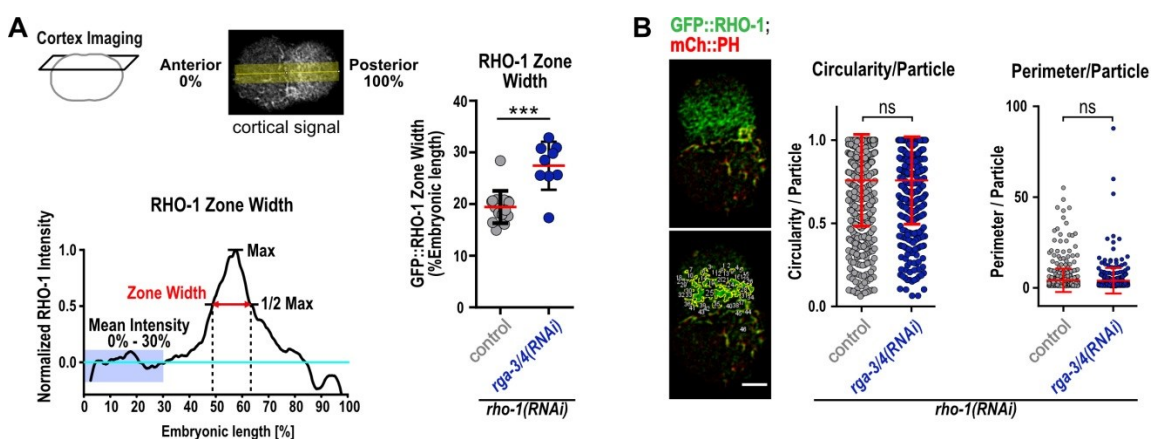 A
Cortex Imaging
Anterior
0%
Posterior
100%
cortical signal
RHO-1 Zone Width
Normalized RHO-1 Intensity
1.0
0.5
0.0
Max
Zone Width
1/2 Max
Mean Intensity
0% - 30%
0 10 20 30 40 50 60 70 80 90 100
Embryonic length [%]
RHO-1 Zone
Width
***
GFP::RHO-1 Zone Width
(%Embryonic length)
40
30
20
10
0
control
rga-3/4(RNAi)
rho-1(RNAi)
B
GFP::RHO-1;
mCh::PH
Circularity/Particle
ns
Circularity / Particle
1.0
0.5
0.0
control
rga-3/4(RNAi)
Perimeter/Particle
ns
Perimeter / Particle
100
50
0
control
rga-3/4(RNAi)
rho-1(RNAi)